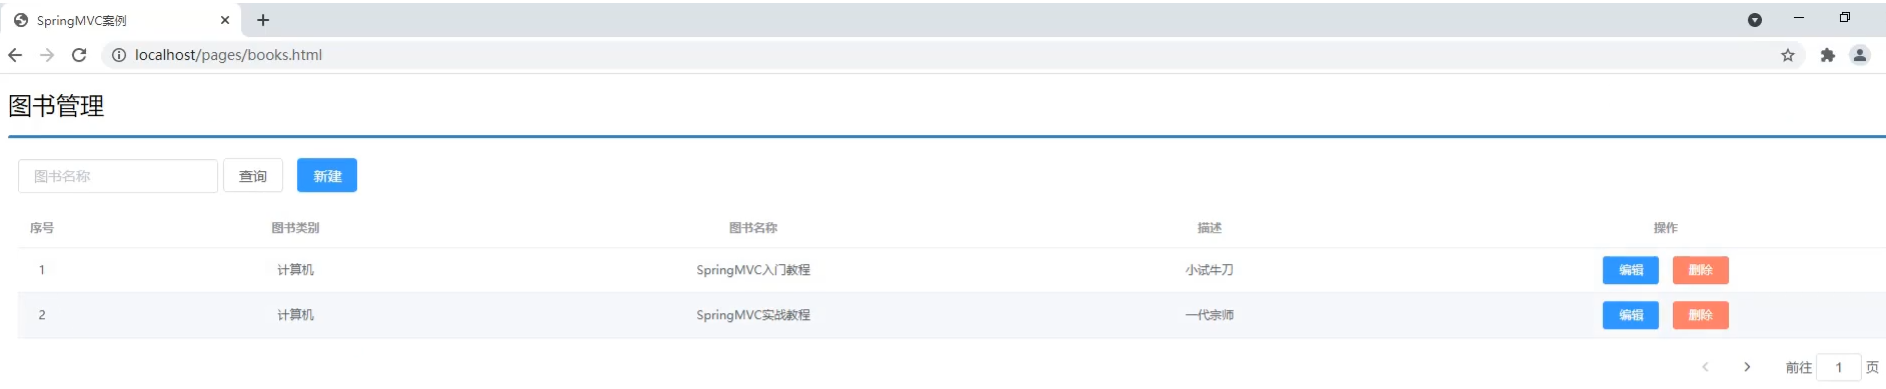 SpringMVC案例
localhost/pages/books.html
图书管理
图书名称 查询 新建
序号 图书类别 图书名称 描述 操作
1 计算机 SpringMVC入门教程 小试牛刀 编辑 删除
2 计算机 SpringMVC实战教程 一代宗师 编辑 删除
前往 1 页